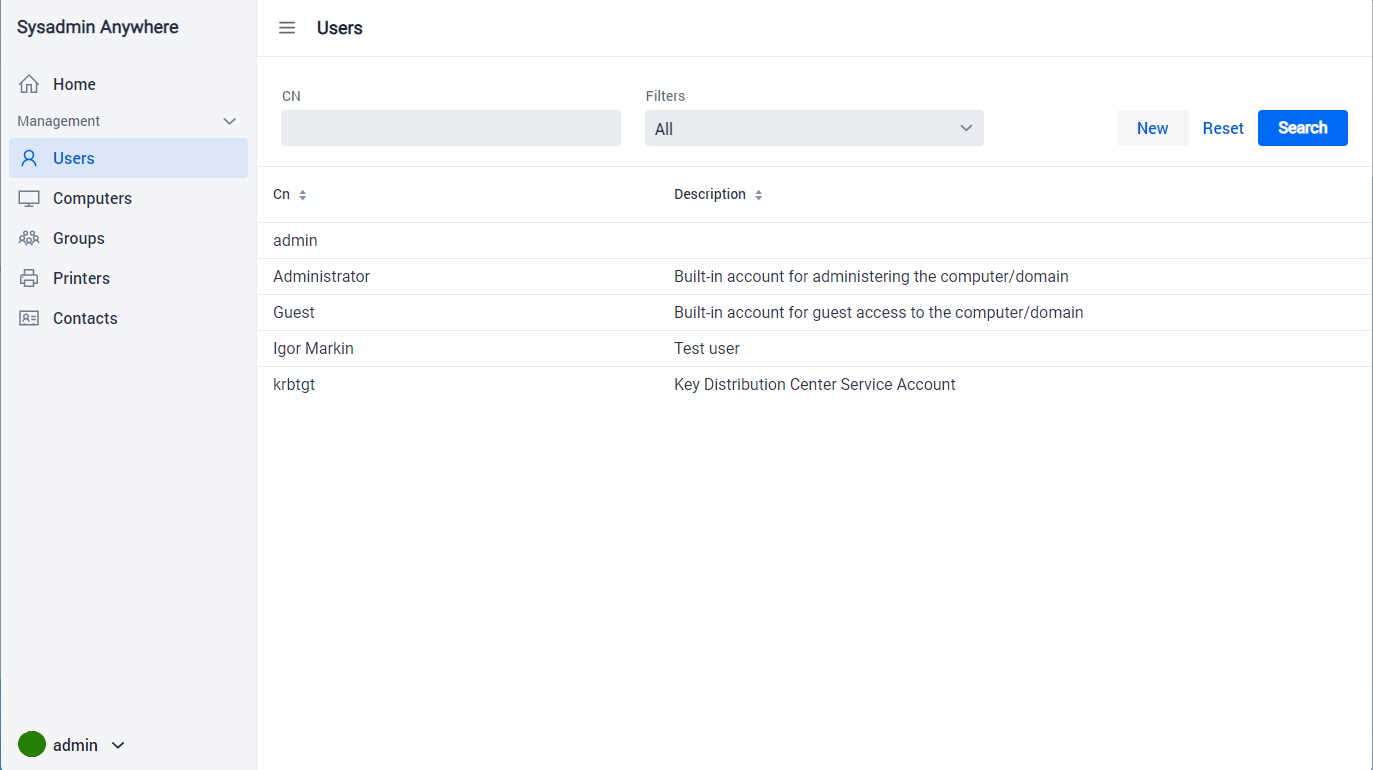 Sysadmin Anywhere
Home
Management
Users
Computers
Groups
Printers
Contacts
admin
Users
CN
Filters
All
New Reset Search
Cn Description
admin
Administrator Built-in account for administering the computer/domain
Guest Built-in account for guest access to the computer/domain
Igor Markin Test user
krbtgt Key Distribution Center Service Account